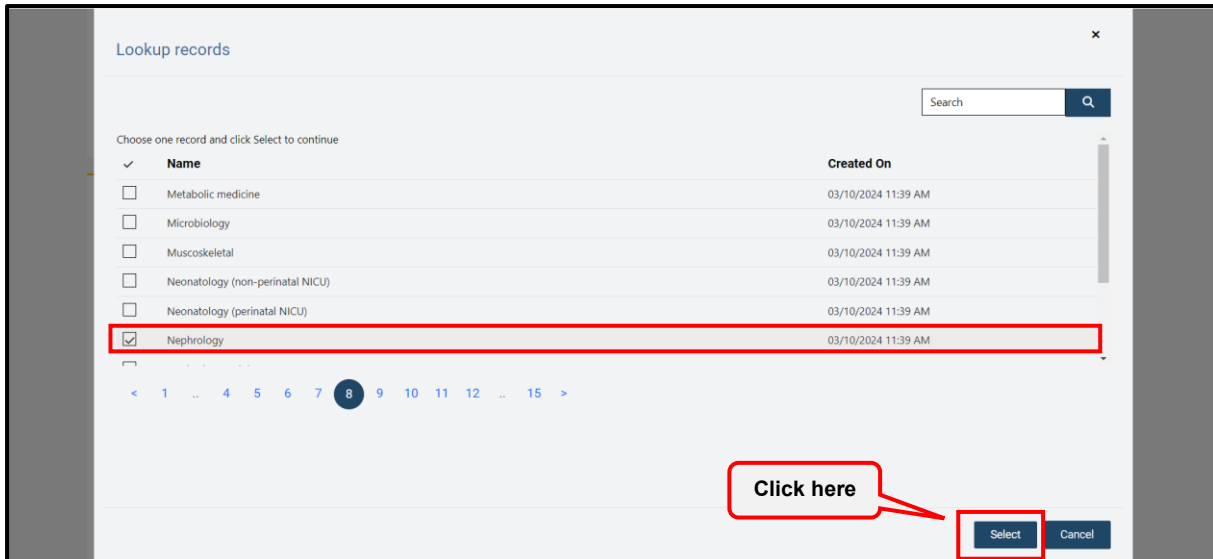 Lookup records
×
Search
Choose one record and click Select to continue
Name Created On
Metabolic medicine 03/10/2024 11:39 AM
Microbiology 03/10/2024 11:39 AM
Muscoskeletal 03/10/2024 11:39 AM
Neonatology (non-perinatal NICU) 03/10/2024 11:39 AM
Neonatology (perinatal NICU) 03/10/2024 11:39 AM
Nephrology 03/10/2024 11:39 AM
< 1 .. 4 5 6 7 8 9 10 11 12 .. 15 >
Click here
Select Cancel